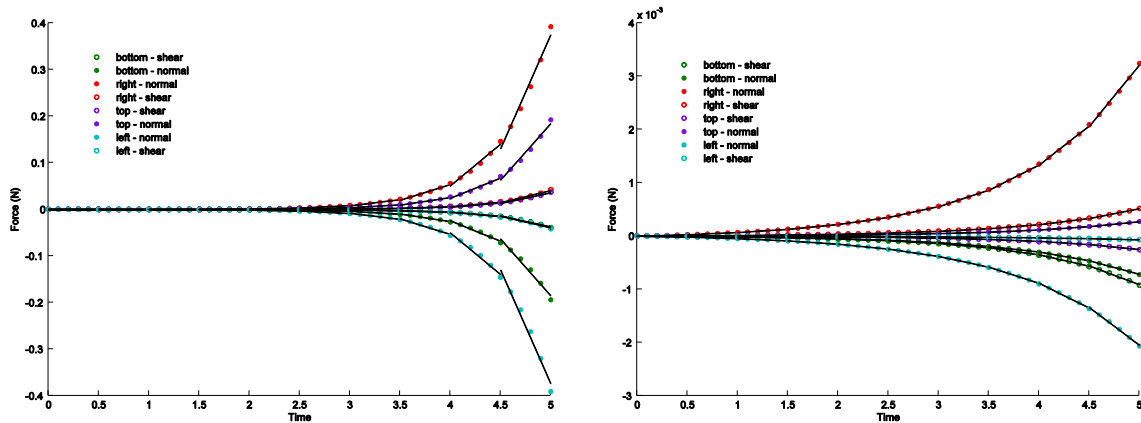 0.4
0.3
0.2
0.1
0
-0.1
-0.2
-0.3
-0.4
Force (N)
bottom - shear
bottom - normal
right - normal
right - shear
top - shear
top - normal
left - normal
left - shear
0 0.5 1 1.5 2 2.5 3 3.5 4 4.5 5
Time
x 10⁻³
4
3
2
1
0
-1
-2
-3
Force (N)
bottom - shear
bottom - normal
right - normal
right - shear
top - shear
top - normal
left - normal
left - shear
0 0.5 1 1.5 2 2.5 3 3.5 4 4.5 5
Time